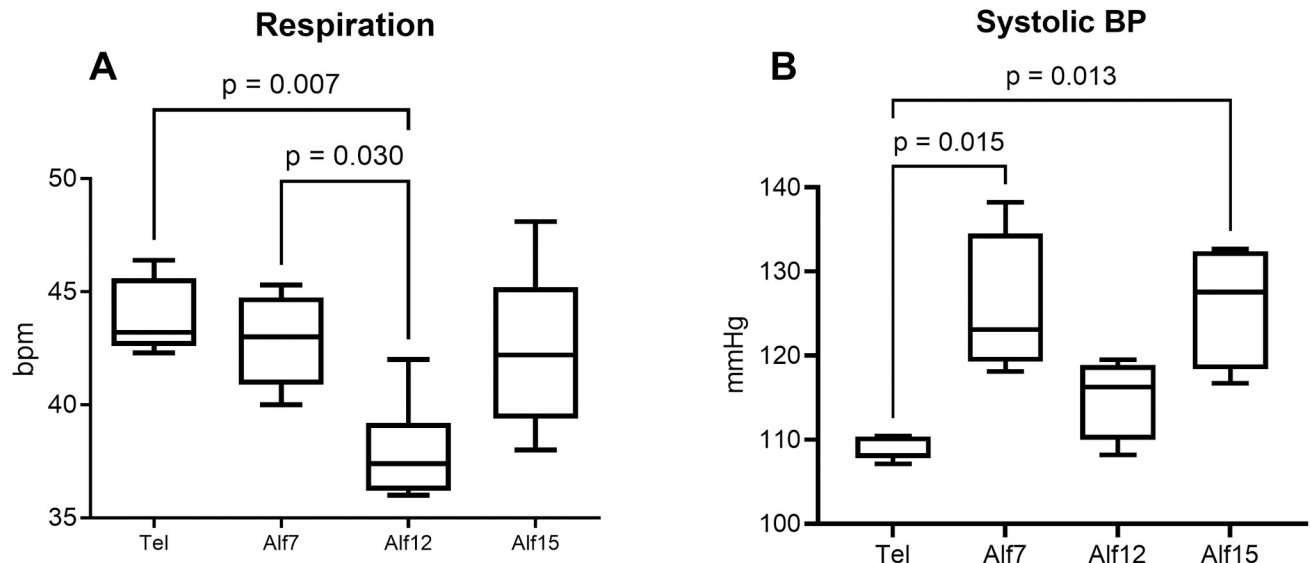 Respiration
A
p = 0.007
p = 0.030
bpm
50
45
40
35
Tel
Alf7
Alf12
Alf15
Systolic BP
B
p = 0.013
p = 0.015
mmHg
140
130
120
110
100
Tel
Alf7
Alf12
Alf15